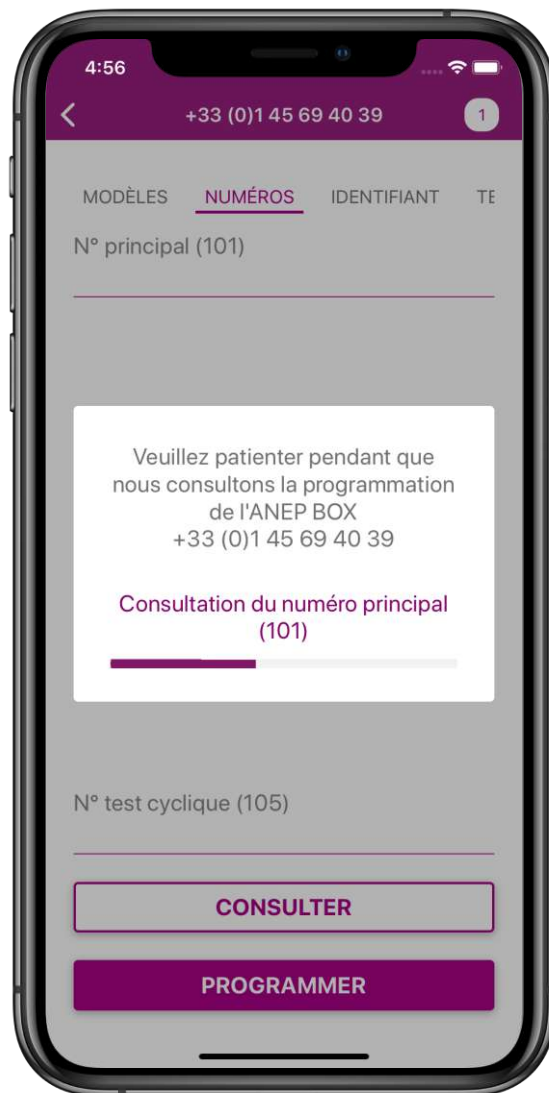 4:56
+33 (0)1 45 69 40 39
1
MODÈLES NUMÉROS IDENTIFIANT TE
N° principal (101)
Veuillez patienter pendant que
nous consultons la programmation
de l'ANEP BOX
+33 (0)1 45 69 40 39
Consultation du numéro principal
(101)
N° test cyclique (105)
CONSULTER
PROGRAMMER